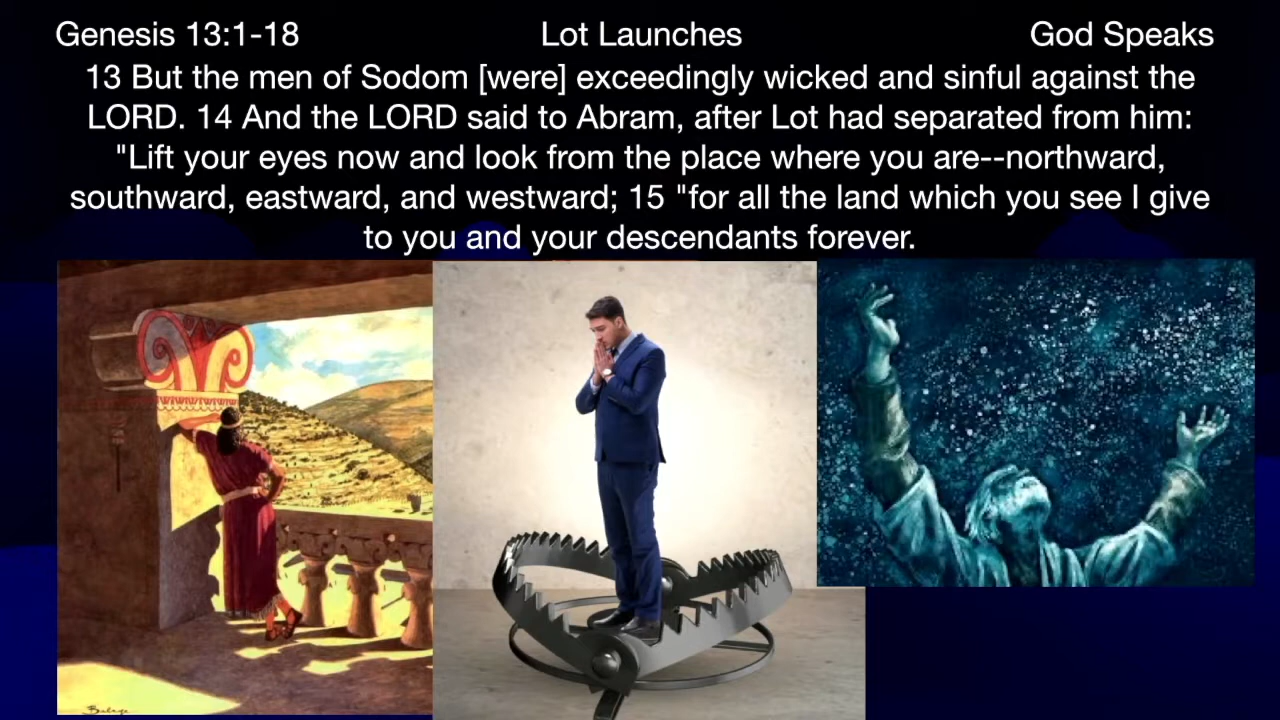 Genesis 13:1-18 Lot Launches God Speaks
13 But the men of Sodom [were] exceedingly wicked and sinful against the
LORD. 14 And the LORD said to Abram, after Lot had separated from him:
"Lift your eyes now and look from the place where you are--northward,
southward, eastward, and westward; 15 "for all the land which you see I give
to you and your descendants forever.